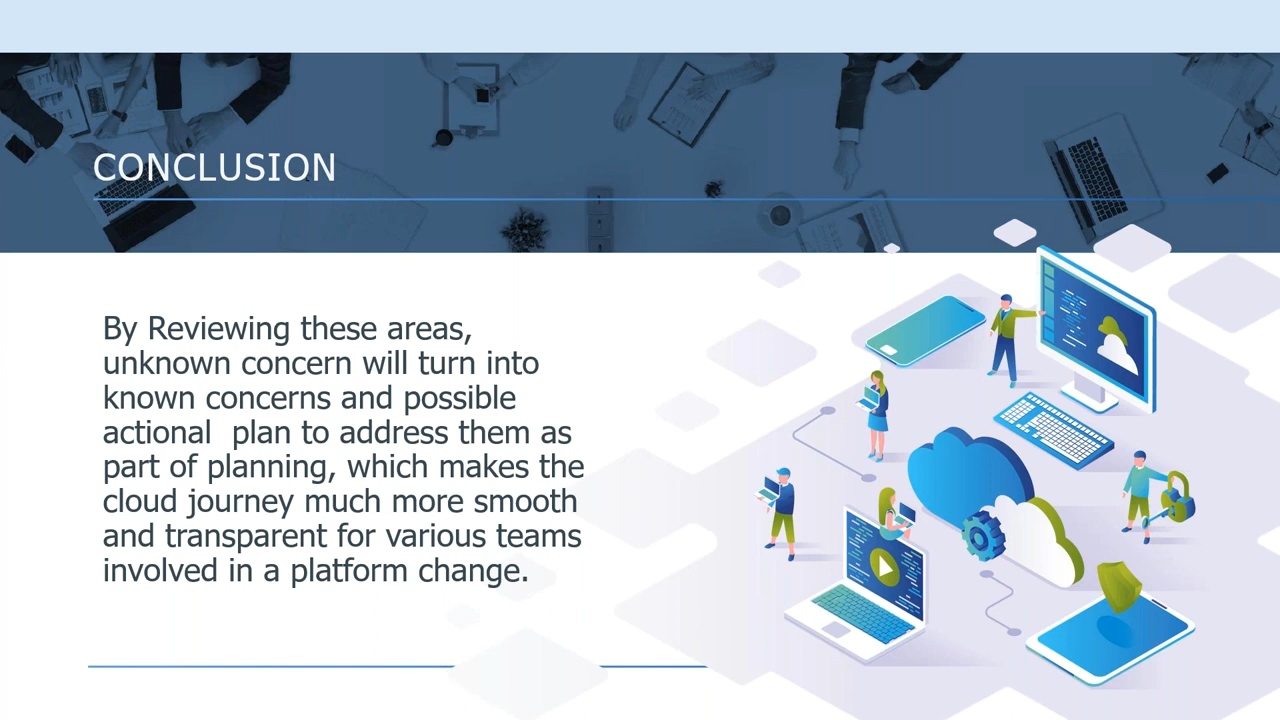 CONCLUSION
By Reviewing these areas,
unknown concern will turn into
known concerns and possible
actional  plan to address them as
part of planning, which makes the
cloud journey much more smooth
and transparent for various teams
involved in a platform change.